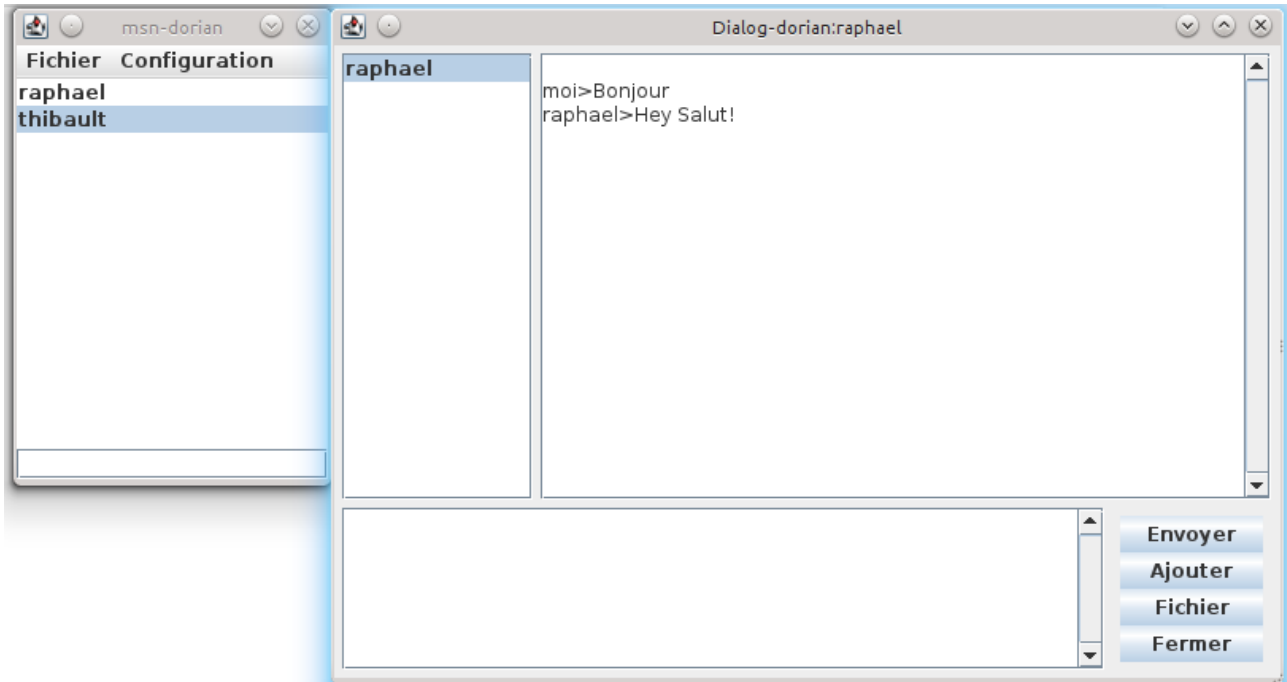 msn-dorian
Fichier Configuration
raphael
thibault
Dialog-dorian:raphael
raphael
moi>Bonjour
raphael>Hey Salut!
Envoyer
Ajouter
Fichier
Fermer